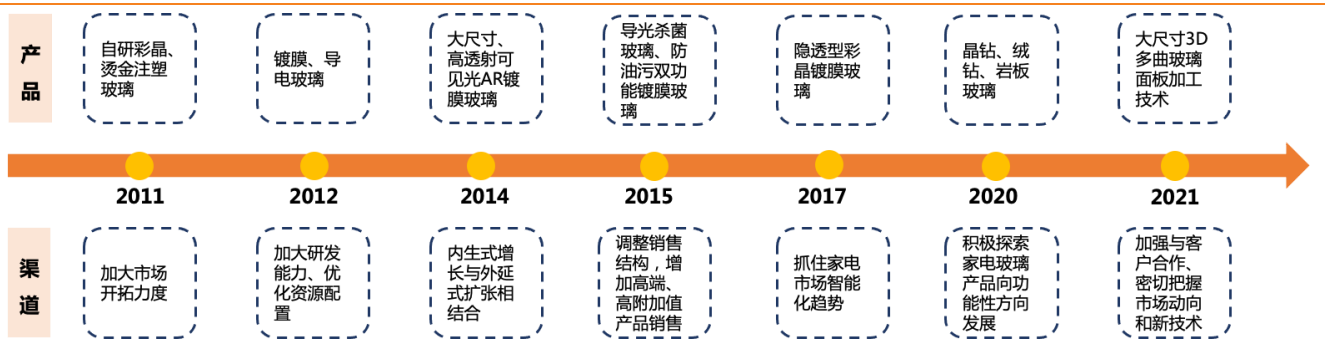 产
品
自研彩晶、
烫金注塑
玻璃
镀膜、导
电玻璃
大尺寸、
高透射可
见光AR镀
膜玻璃
导光杀菌
玻璃、防
油污双功
能镀膜玻
璃
隐透型彩
晶镀膜玻
璃
晶钻、绒
钻、岩板
玻璃
大尺寸3D
多曲玻璃
面板加工
技术
2011
2012
2014
2015
2017
2020
2021
渠
道
加大市场
开拓力度
加大研发
能力、优
化资源配
置
内生式增
长与外延
式扩张相
结合
调整销售
结构，增
加高端、
高附加值
产品销售
抓住家电
市场智能
化趋势
积极探索
家电玻璃
产品向功
能性方向
发展
加强与客
户合作、
密切把握
市场动向
和新技术